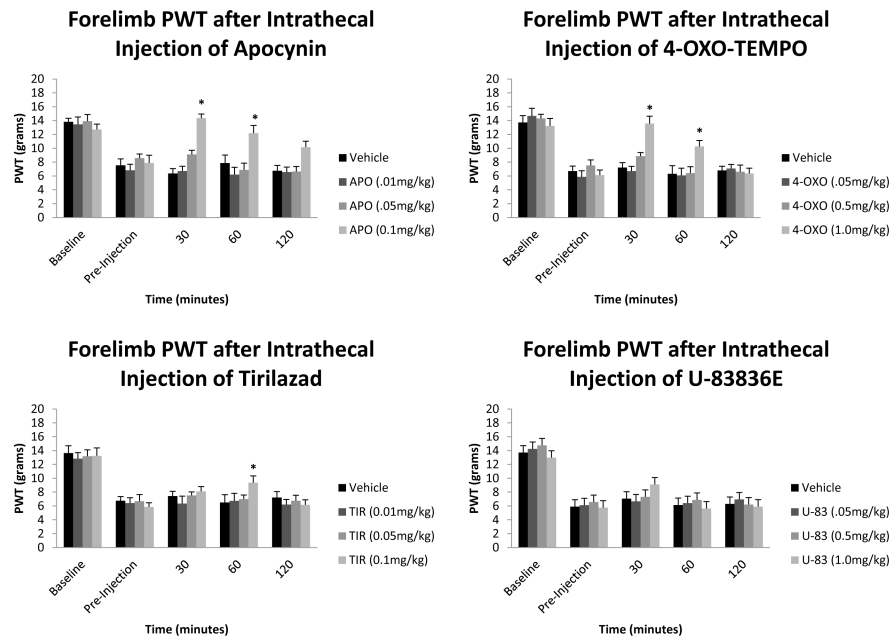 Forelimb PWT after Intrathecal
Injection of Apocynin
PWT (grams)
20
18
16
14
12
10
8
6
4
2
0
*
*
Baseline
Pre-Injection
30
60
120
Time (minutes)
Vehicle
APO (.01mg/kg)
APO (.05mg/kg)
APO (0.1mg/kg)
Forelimb PWT after Intrathecal
Injection of 4-OXO-TEMPO
PWT (grams)
20
18
16
14
12
10
8
6
4
2
0
*
*
Baseline
Pre-Injection
30
60
120
Time (minutes)
Vehicle
4-OXO (.05mg/kg)
4-OXO (0.5mg/kg)
4-OXO (1.0mg/kg)
Forelimb PWT after Intrathecal
Injection of Tirilazad
PWT (grams)
20
18
16
14
12
10
8
6
4
2
0
*
Baseline
Pre-Injection
30
60
120
Time (minutes)
Vehicle
TIR (0.01mg/kg)
TIR (0.05mg/kg)
TIR (0.1mg/kg)
Forelimb PWT after Intrathecal
Injection of U-83836E
PWT (grams)
20
18
16
14
12
10
8
6
4
2
0
Baseline
Pre-Injection
30
60
120
Time (minutes)
Vehicle
U-83 (.05mg/kg)
U-83 (0.5mg/kg)
U-83 (1.0mg/kg)